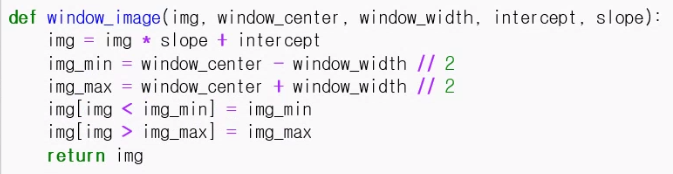 def window_image(img, window_center, window_width, intercept, slope):
    img = img * slope + intercept
    img_min = window_center - window_width // 2
    img_max = window_center + window_width // 2
    img[img < img_min] = img_min
    img[img > img_max] = img_max
    return img